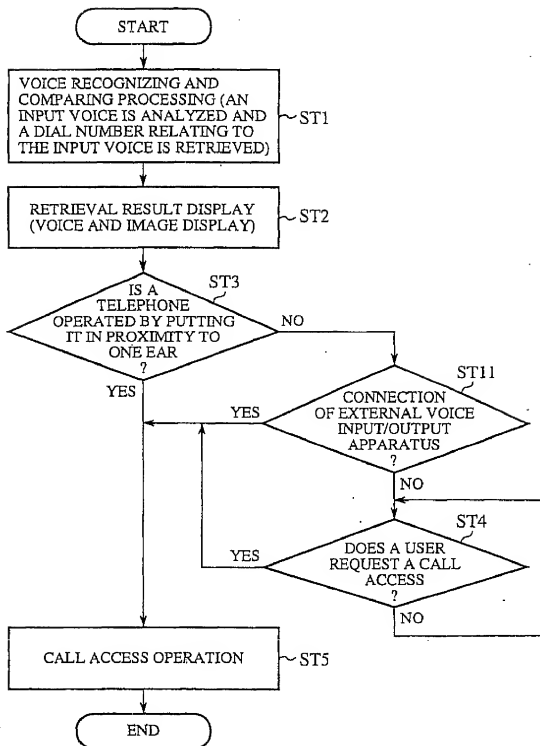 START
VOICE RECOGNIZING AND
COMPARING PROCESSING (AN
INPUT VOICE IS ANALYZED AND
A DIAL NUMBER RELATING TO
THE INPUT VOICE IS RETRIEVED)
ST1
RETRIEVAL RESULT DISPLAY
(VOICE AND IMAGE DISPLAY)
ST2
ST3
IS A
TELEPHONE
OPERATED BY PUTTING
IT IN PROXIMITY TO
ONE EAR
?
NO
YES
ST11
CONNECTION
OF EXTERNAL VOICE
INPUT/OUTPUT
APPARATUS
?
YES
NO
ST4
DOES A USER
REQUEST A CALL
ACCESS
?
YES
NO
CALL ACCESS OPERATION
ST5
END